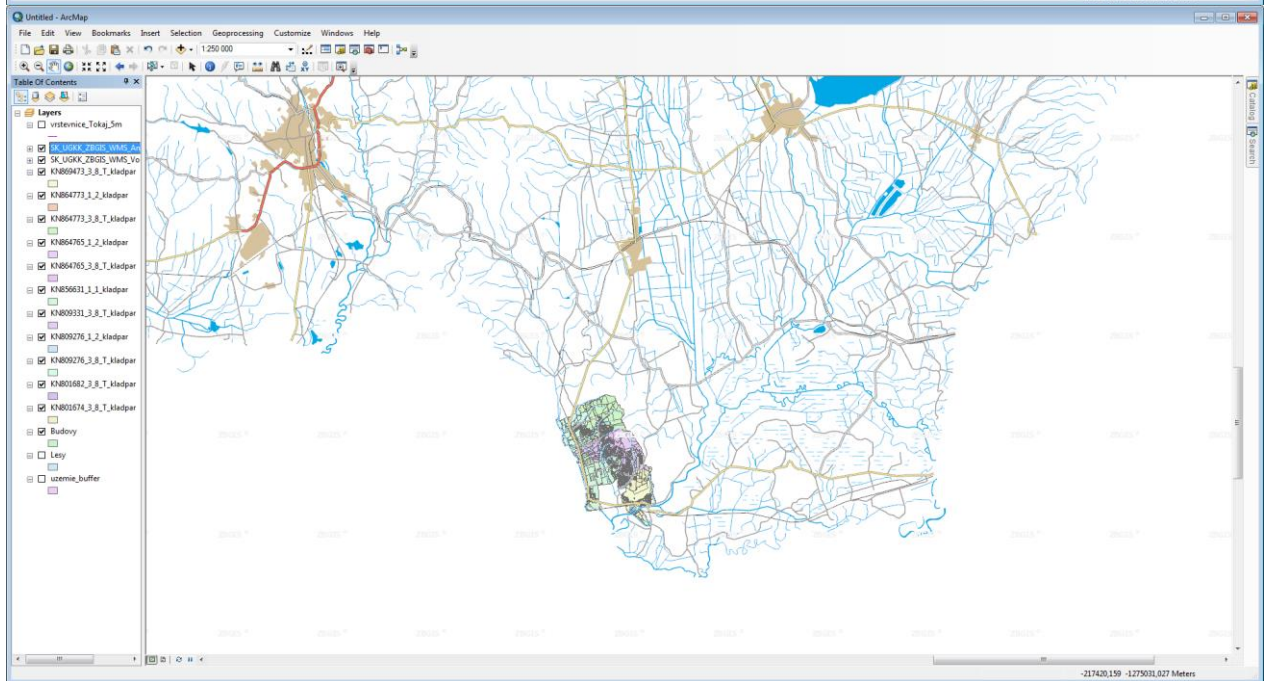 Untitled - ArcMap
File Edit View Bookmarks Insert Selection Geoprocessing Customize Windows Help
1:250 000
Table Of Contents
Layers
vrstevnice_Tokaj_5m
SK_UGKK_ZBGIS_WMS_An
SK_UGKK_ZBGIS_WMS_Vo
KN869473_3_8_T_kladpar
KN864773_1_2_kladpar
KN864773_3_8_T_kladpar
KN864765_1_2_kladpar
KN864765_3_8_T_kladpar
KN856631_1_1_kladpar
KN809331_3_8_T_kladpar
KN809276_1_2_kladpar
KN809276_3_8_T_kladpar
KN801682_3_8_T_kladpar
KN801674_3_8_T_kladpar
Budovy
Lesy
uzemie_buffer
Catalog
Search
-217420,159 -1275031,027 Meters